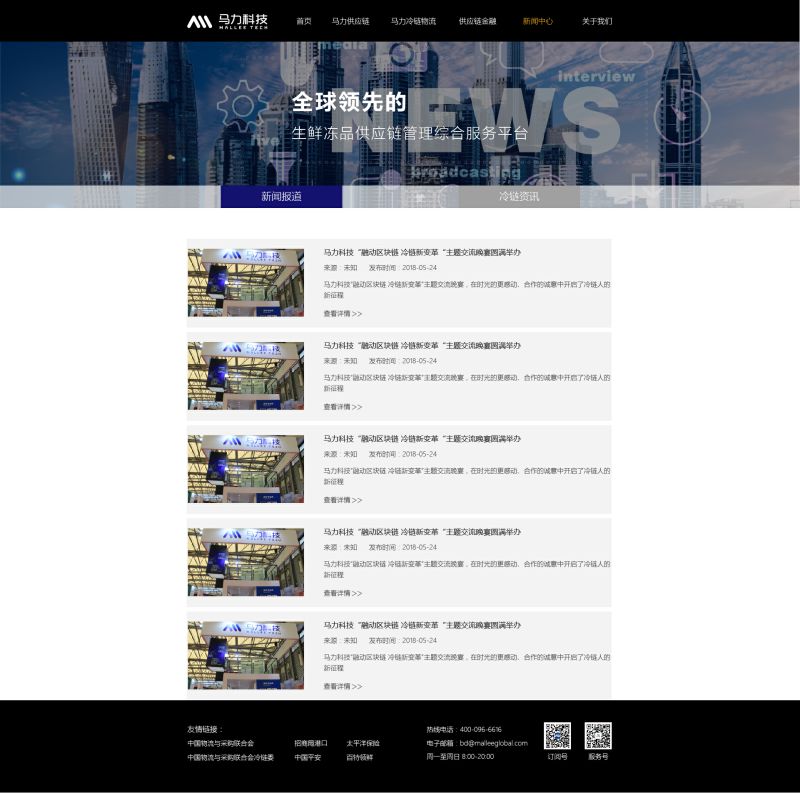 马力科技
MALLEE TECH
首页 马力供应链 马力冷链物流 供应链金融 新闻中心 关于我们
media
interview
全球领先的
NEWS
生鲜冻品供应链管理综合服务平台
live
broadcasting
新闻报道 冷链资讯
马力科技“融动区块链 冷链新变革“主题交流晚宴圆满举办
来源：未知 发布时间：2018-05-24
马力科技“融动区块链 冷链新变革”主题交流晚宴，在时光的更感动、合作的诚意中开启了冷链人的
新征程
查看详情 >>
马力科技“融动区块链 冷链新变革“主题交流晚宴圆满举办
来源：未知 发布时间：2018-05-24
马力科技“融动区块链 冷链新变革”主题交流晚宴，在时光的更感动、合作的诚意中开启了冷链人的
新征程
查看详情 >>
马力科技“融动区块链 冷链新变革“主题交流晚宴圆满举办
来源：未知 发布时间：2018-05-24
马力科技“融动区块链 冷链新变革”主题交流晚宴，在时光的更感动、合作的诚意中开启了冷链人的
新征程
查看详情 >>
马力科技“融动区块链 冷链新变革“主题交流晚宴圆满举办
来源：未知 发布时间：2018-05-24
马力科技“融动区块链 冷链新变革”主题交流晚宴，在时光的更感动、合作的诚意中开启了冷链人的
新征程
查看详情 >>
马力科技“融动区块链 冷链新变革“主题交流晚宴圆满举办
来源：未知 发布时间：2018-05-24
马力科技“融动区块链 冷链新变革”主题交流晚宴，在时光的更感动、合作的诚意中开启了冷链人的
新征程
查看详情 >>
友情链接：
中国物流与采购联合会 招商局港口 太平洋保险
中国物流与采购联合会冷链委 中国平安 百特领鲜
热线电话：400-096-6616
电子邮箱：bd@malleeglobal.com
周一至周日 8:00-20:00
订阅号 服务号